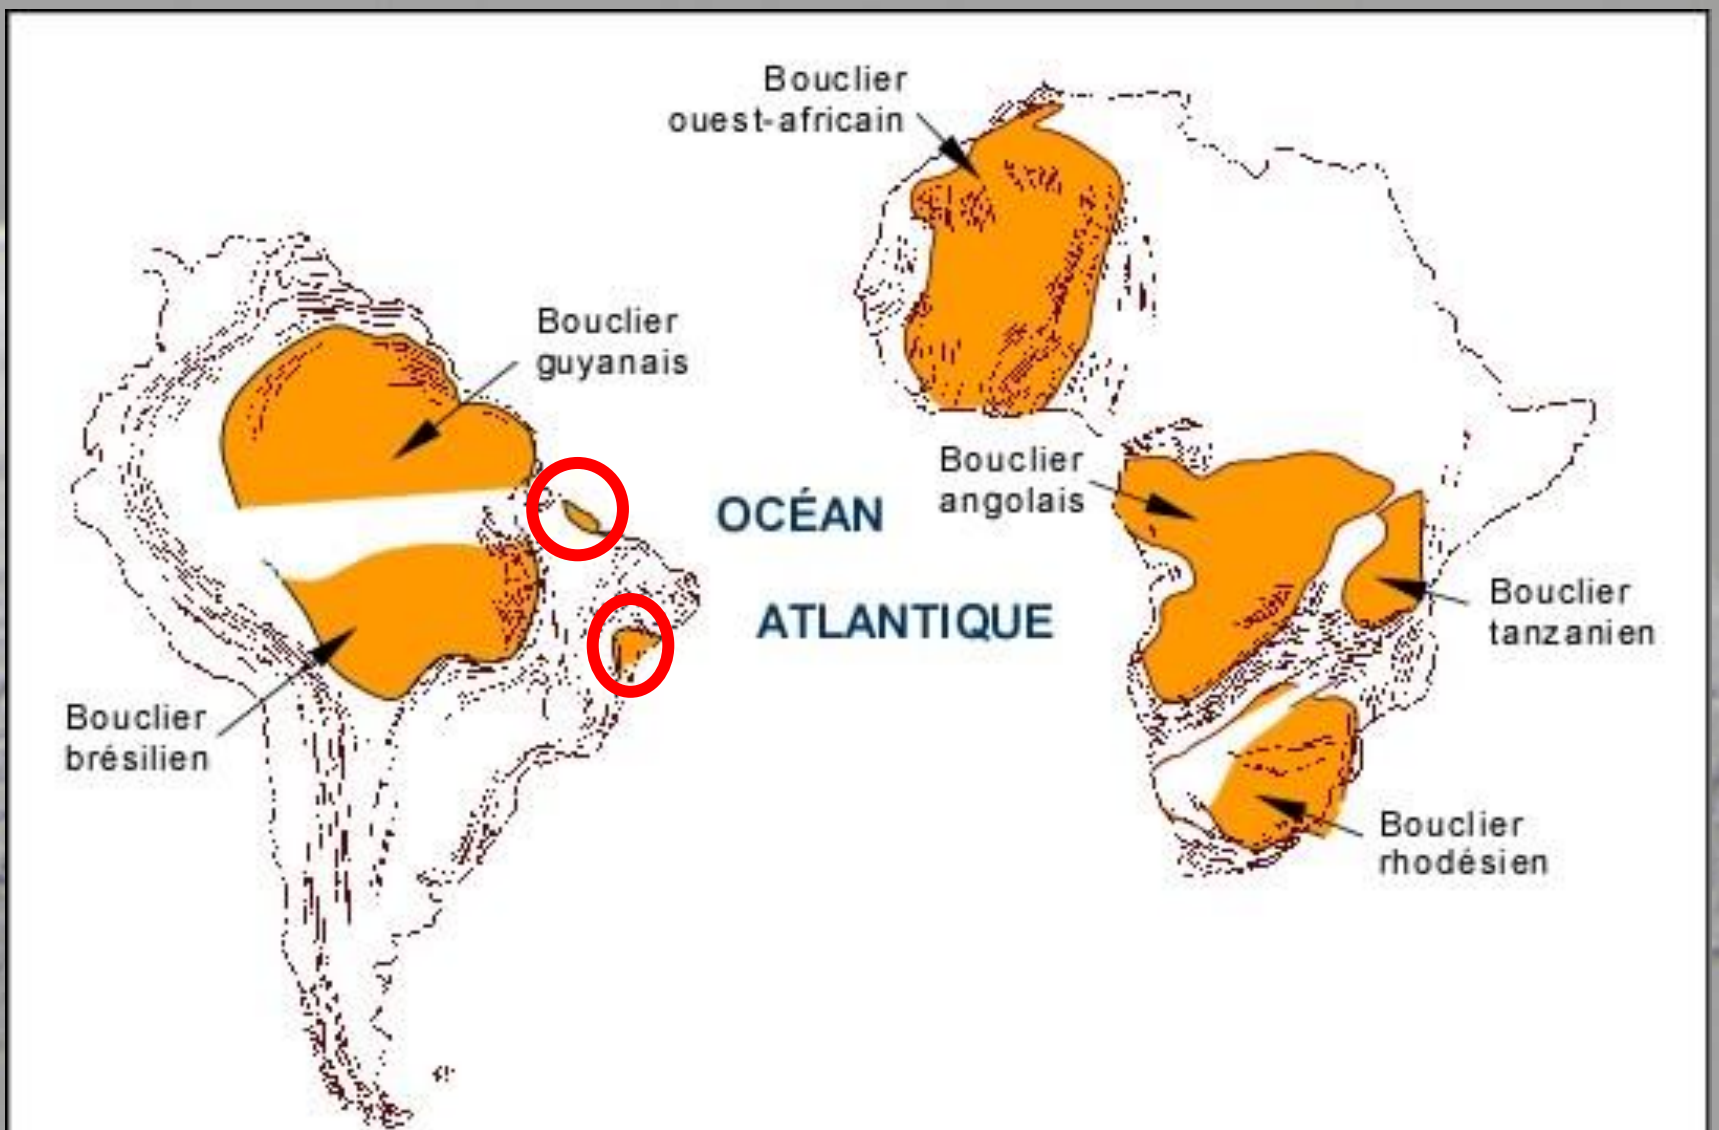 Bouclier
ouest-africain
Bouclier
guyanais
Bouclier
angolais
OCÉAN
ATLANTIQUE
Bouclier
tanzanien
Bouclier
brésilien
Bouclier
rhodésien